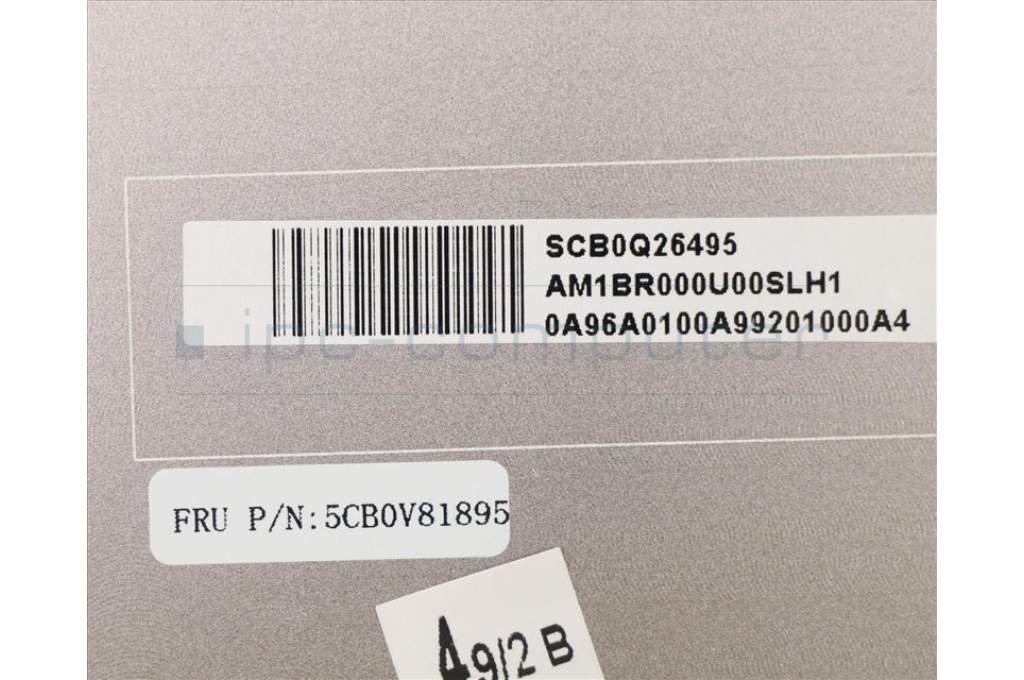 SCB0Q26495
AM1BR000U00SLH1
0A96A0100A99201000A4
ipc-computer
FRU P/N:5CB0V81895
49/2 B